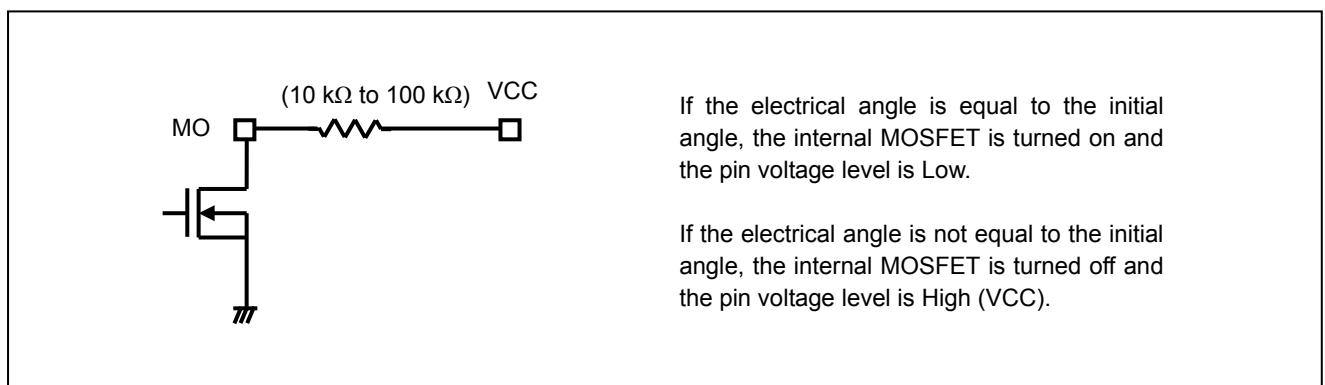 (10 kΩ to 100 kΩ) VCC
MO
If the electrical angle is equal to the initial
angle, the internal MOSFET is turned on and
the pin voltage level is Low.
If the electrical angle is not equal to the initial
angle, the internal MOSFET is turned off and
the pin voltage level is High (VCC).